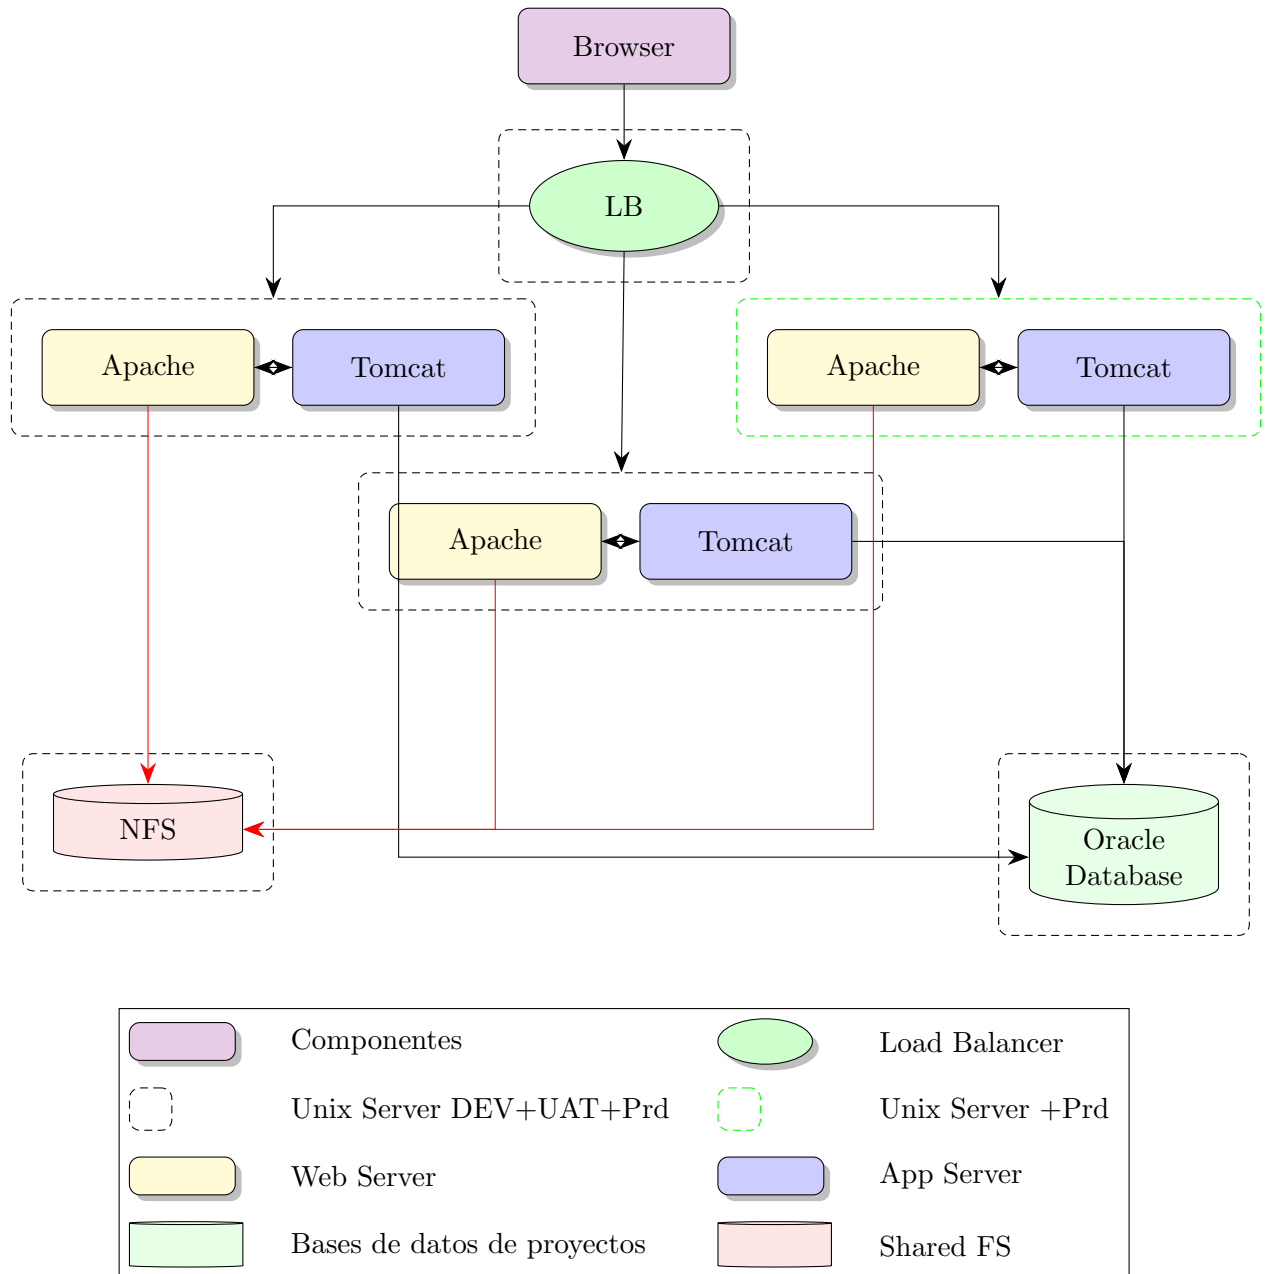 Browser
LB
Apache
Tomcat
Apache
Tomcat
Apache
Tomcat
NFS
Oracle
Database
Componentes
Load Balancer
Unix Server DEV+UAT+Prd
Unix Server +Prd
Web Server
App Server
Bases de datos de proyectos
Shared FS